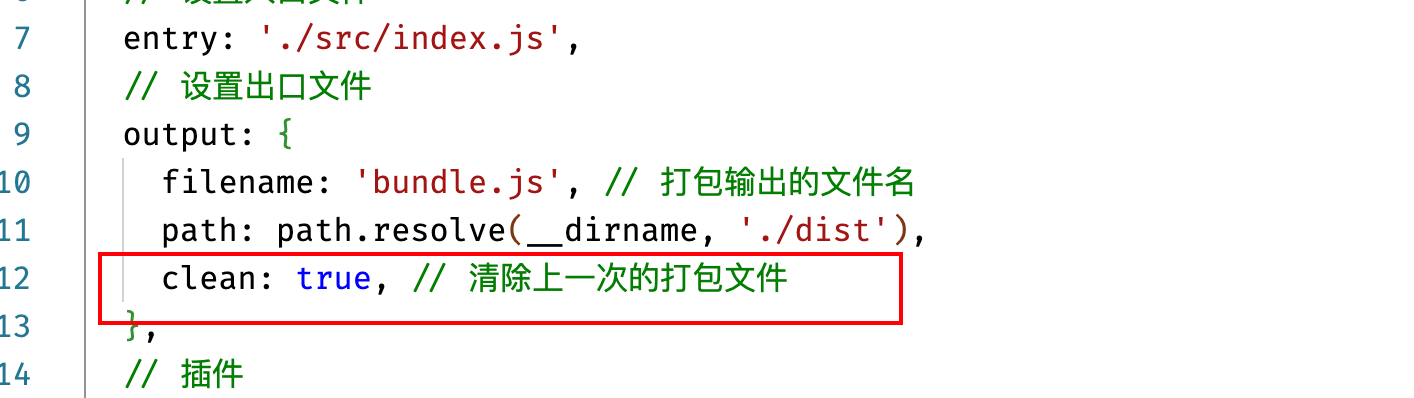 7 entry: './src/index.js',
8 // 设置出口文件
9 output: {
10 filename: 'bundle.js', // 打包输出的文件名
11 path: path.resolve(__dirname, './dist'),
12 clean: true, // 清除上一次的打包文件
13 },
14 // 插件